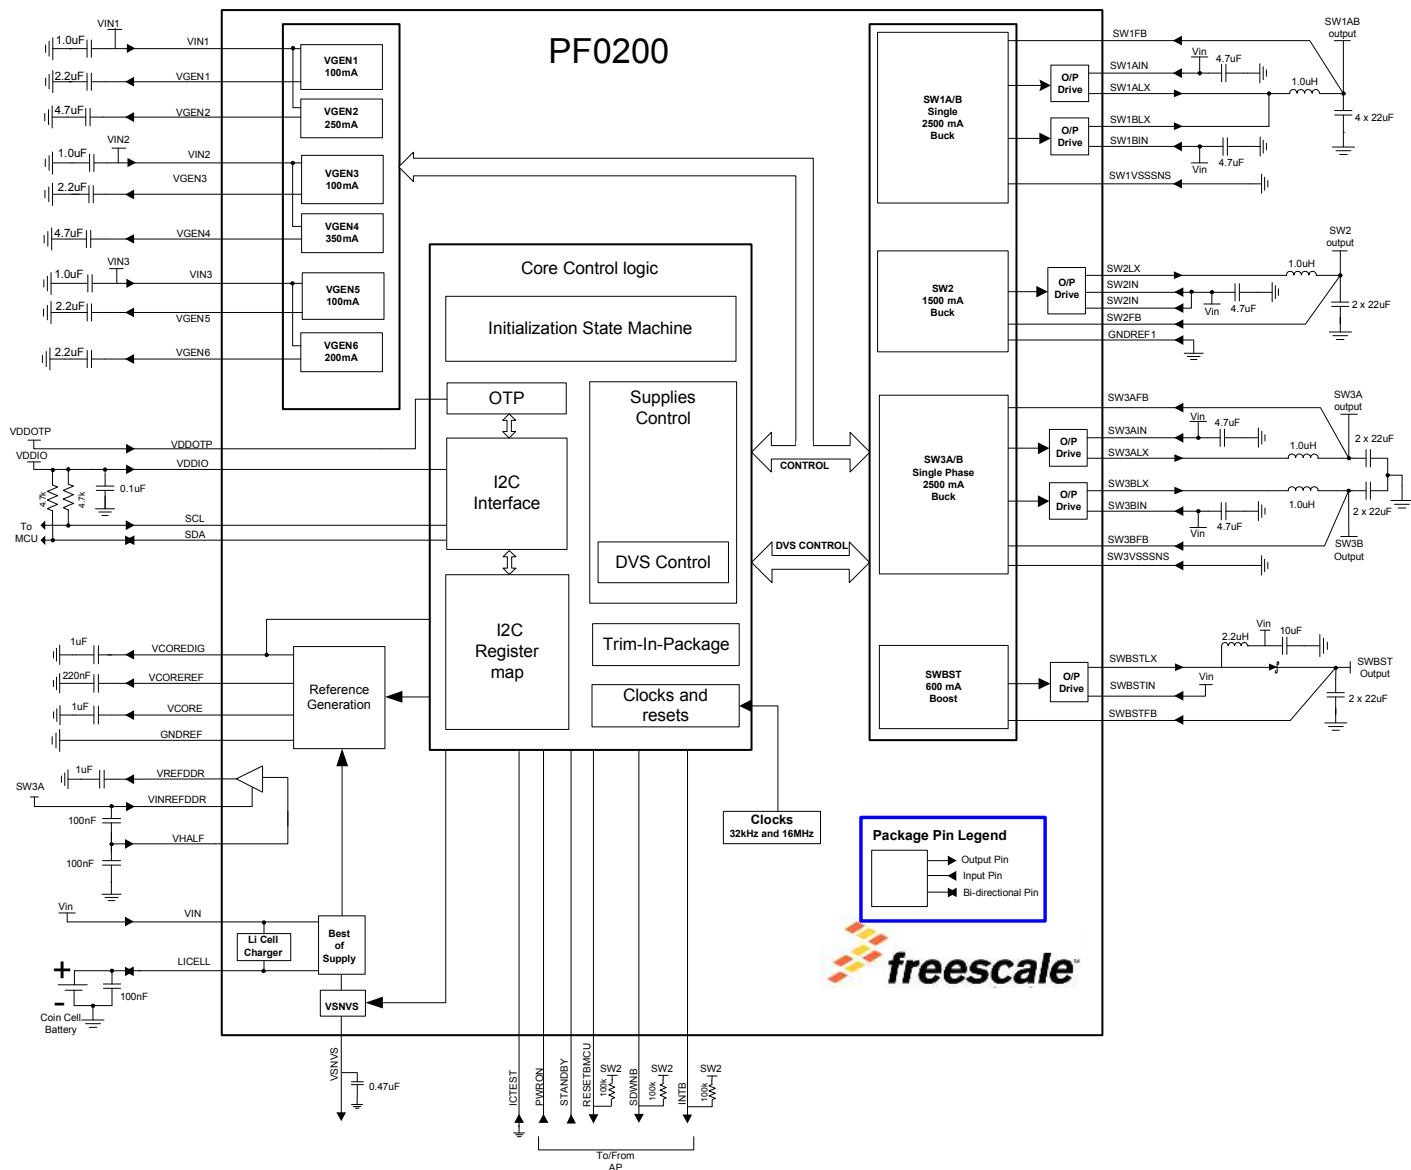 PF0200
VIN1
1.0uF
VIN1
2.2uF
VGEN1
4.7uF
VGEN2
VIN2
1.0uF
VIN2
2.2uF
VGEN3
4.7uF
VGEN4
VIN3
1.0uF
VIN3
2.2uF
VGEN5
2.2uF
VGEN6
VGEN1
100mA
VGEN2
250mA
VGEN3
100mA
VGEN4
350mA
VGEN5
100mA
VGEN6
200mA
VDDOTP
VDDOTP
VDDIO
VDDIO
4.7k
4.7k
0.1uF
To
MCU
SCL
SDA
Core Control logic
Initialization State Machine
OTP
I2C
Interface
I2C
Register
map
Supplies
Control
DVS Control
Trim-In-Package
Clocks and
resets
CONTROL
DVS CONTROL
Clocks
32kHz and 16MHz
1uF
VCOREDIG
220nF
VCOREREF
1uF
VCORE
GNDREF
Reference
Generation
1uF
VREFDDR
SW3A
VINREFDDR
100nF
VHALF
100nF
Vin
VIN
Li Cell
Charger
Best
of
Supply
LICELL
+
-
100nF
Coin Cell
Battery
VSNVS
VSNVS
0.47uF
ICTEST
PWRON
STANDBY
RESETBMCU
100k
SW2
SDWNB
100k
SW2
INTB
100k
SW2
To/From
AP
SW1A/B
Single
2500 mA
Buck
O/P
Drive
O/P
Drive
SW1FB
SW1AIN
Vin
4.7uF
SW1ALX
1.0uH
SW1AB
output
4 x 22uF
SW1BLX
SW1BIN
Vin
4.7uF
SW1VSSSNS
SW2
1500 mA
Buck
O/P
Drive
SW2LX
1.0uH
SW2
output
SW2IN
SW2IN
Vin
4.7uF
2 x 22uF
SW2FB
GNDREF1
SW3A/B
Single Phase
2500 mA
Buck
O/P
Drive
O/P
Drive
SW3AFB
SW3A
output
SW3AIN
Vin
4.7uF
2 x 22uF
SW3ALX
1.0uH
SW3BLX
1.0uH
SW3BIN
Vin
4.7uF
2 x 22uF
SW3BFB
SW3B
Output
SW3VSSSNS
SWBST
600 mA
Boost
O/P
Drive
SWBSTLX
2.2uH
Vin
10uF
SWBST
Output
SWBSTIN
Vin
2 x 22uF
SWBSTFB
Package Pin Legend
Output Pin
Input Pin
Bi-directional Pin
freescale™